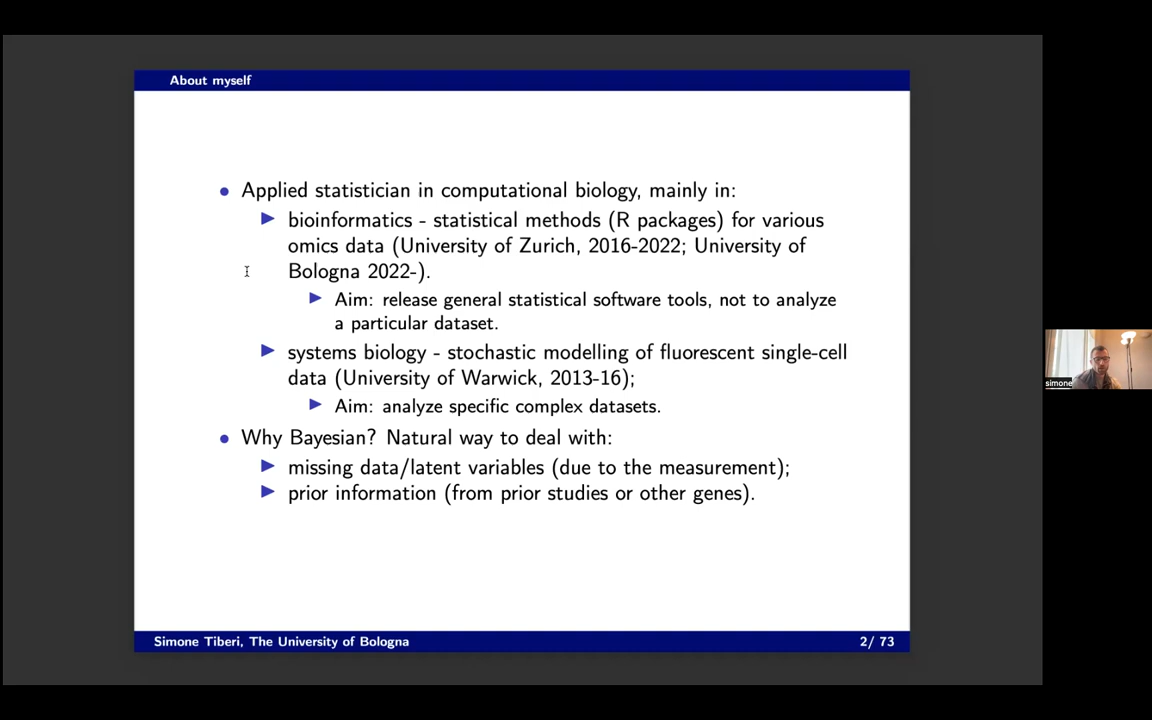 About myself
Applied statistician in computational biology, mainly in:
bioinformatics - statistical methods (R packages) for various
omics data (University of Zurich, 2016-2022; University of
Bologna 2022-).
Aim: release general statistical software tools, not to analyze
a particular dataset.
systems biology - stochastic modelling of fluorescent single-cell
data (University of Warwick, 2013-16);
Aim: analyze specific complex datasets.
Why Bayesian? Natural way to deal with:
missing data/latent variables (due to the measurement);
prior information (from prior studies or other genes).
Simone Tiberi, The University of Bologna
2/ 73
simone